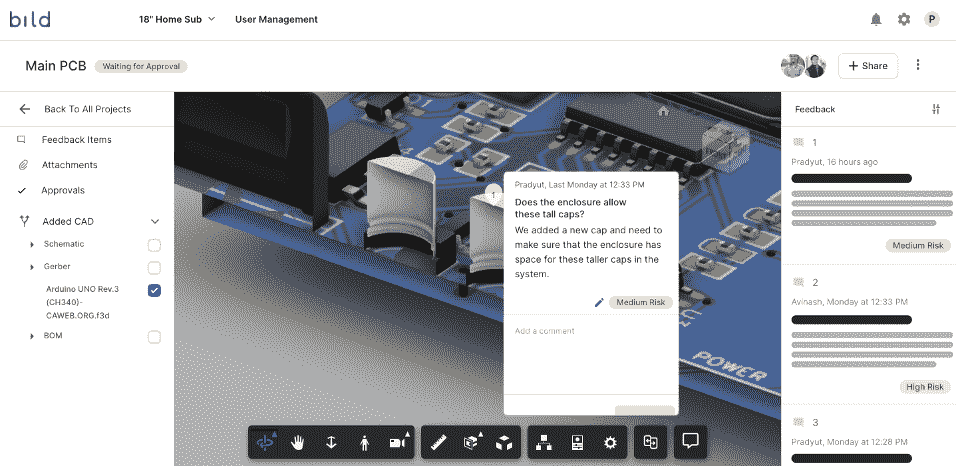 bild
18" Home Sub
User Management
P
Main PCB
Waiting for Approval
+ Share
Back To All Projects
Feedback Items
Attachments
Approvals
Added CAD
Schematic
Gerber
Arduino UNO Rev.3
(CH340)-
CAWEB.ORG.f3d
BOM
1
Pradyut, Last Monday at 12:33 PM
Does the enclosure allow
these tall caps?
We added a new cap and need to
make sure that the enclosure has
space for these taller caps in the
system.
Medium Risk
Add a comment
POWER
Feedback
1
Pradyut, 16 hours ago
Medium Risk
2
Avinash, Monday at 12:33 PM
High Risk
3
Pradyut, Monday at 12:28 PM